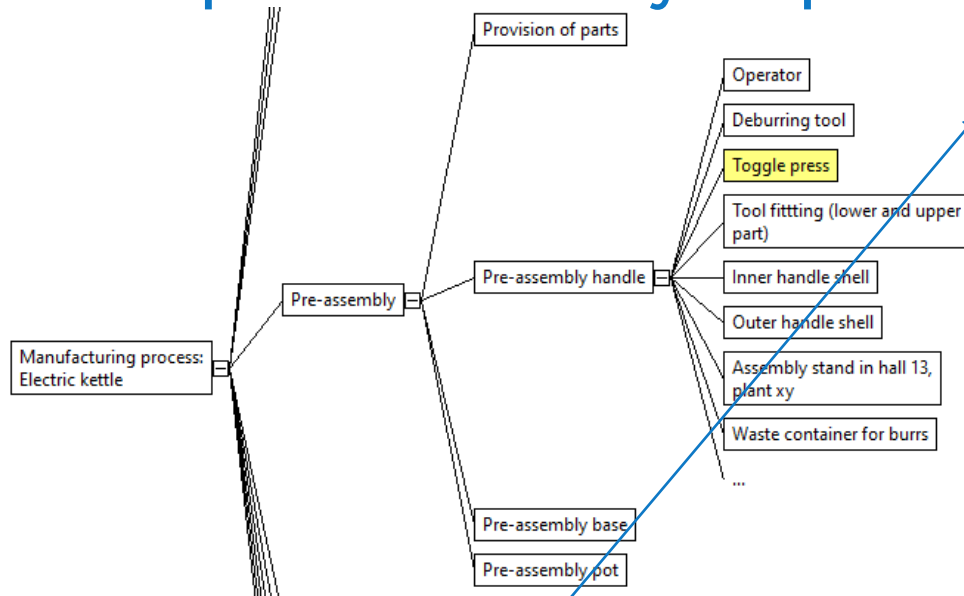 Provision of parts
Operator
Deburring tool
Toggle press
Tool fittting (lower and upper
part)
Pre-assembly handle
Inner handle shell
Pre-assembly
Outer handle shell
Manufacturing process:
Electric kettle
Assembly stand in hall 13,
plant xy
Waste container for burrs
...
Pre-assembly base
Pre-assembly pot